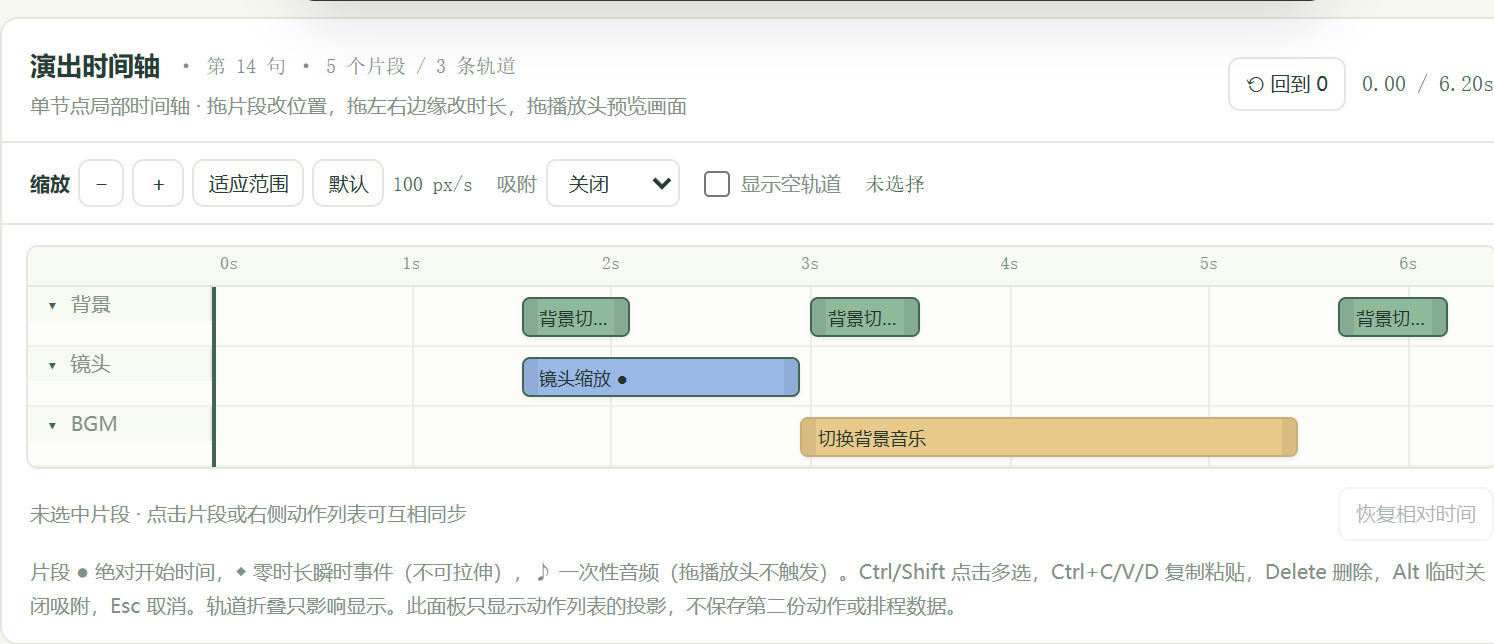 演出时间轴 • 第 14 句 • 5 个片段 / 3 条轨道
单节点局部时间轴 · 拖片段改位置，拖左右边缘改时长，拖播放头预览画面
回到 0 0.00 / 6.20s
缩放 − + 适应范围 默认 100 px/s 吸附 关闭 显示空轨道 未选择
0s 1s 2s 3s 4s 5s 6s
▾ 背景 背景切... 背景切... 背景切...
▾ 镜头 镜头缩放 ●
▾ BGM 切换背景音乐
未选中片段 · 点击片段或右侧动作列表可互相同步 恢复相对时间
片段 ● 绝对开始时间，◆ 零时长瞬时事件（不可拉伸），♪ 一次性音频（拖播放头不触发）。Ctrl/Shift 点击多选，Ctrl+C/V/D 复制粘贴，Delete 删除，Alt 临时关
闭吸附，Esc 取消。轨道折叠只影响显示。此面板只显示动作列表的投影，不保存第二份动作或排程数据。